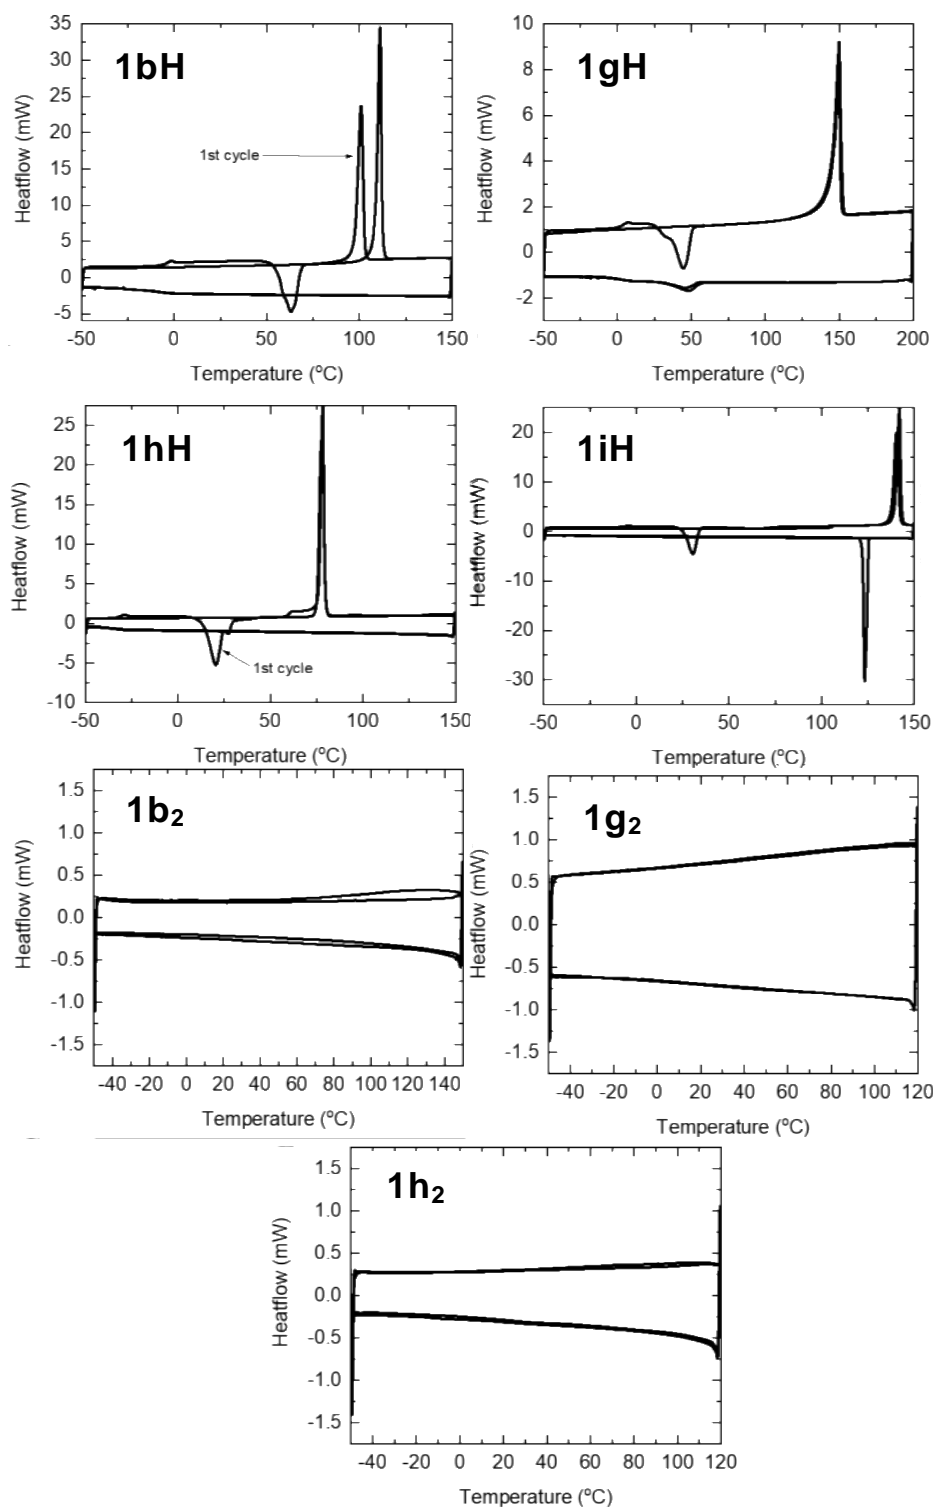 1bH
Heatflow (mW)
35
30
25
20
15
10
5
0
-5
1st cycle
-50 0 50 100 150
Temperature (ºC)
1gH
Heatflow (mW)
10
8
6
4
2
0
-2
-50 0 50 100 150 200
Temperature (ºC)
1hH
Heatflow (mW)
25
20
15
10
5
0
-5
-10
1st cycle
-50 0 50 100 150
Temperature (ºC)
1iH
Heatflow (mW)
20
10
0
-10
-20
-30
-50 0 50 100 150
Temperature (ºC)
1b₂
Heatflow (mW)
1.5
1.0
0.5
0.0
-0.5
-1.0
-1.5
-40 -20 0 20 40 60 80 100 120 140
Temperature (ºC)
1g₂
Heatflow (mW)
1.5
1.0
0.5
0.0
-0.5
-1.0
-1.5
-40 -20 0 20 40 60 80 100 120
Temperature (ºC)
1h₂
Heatflow (mW)
1.5
1.0
0.5
0.0
-0.5
-1.0
-1.5
-40 -20 0 20 40 60 80 100 120
Temperature (ºC)